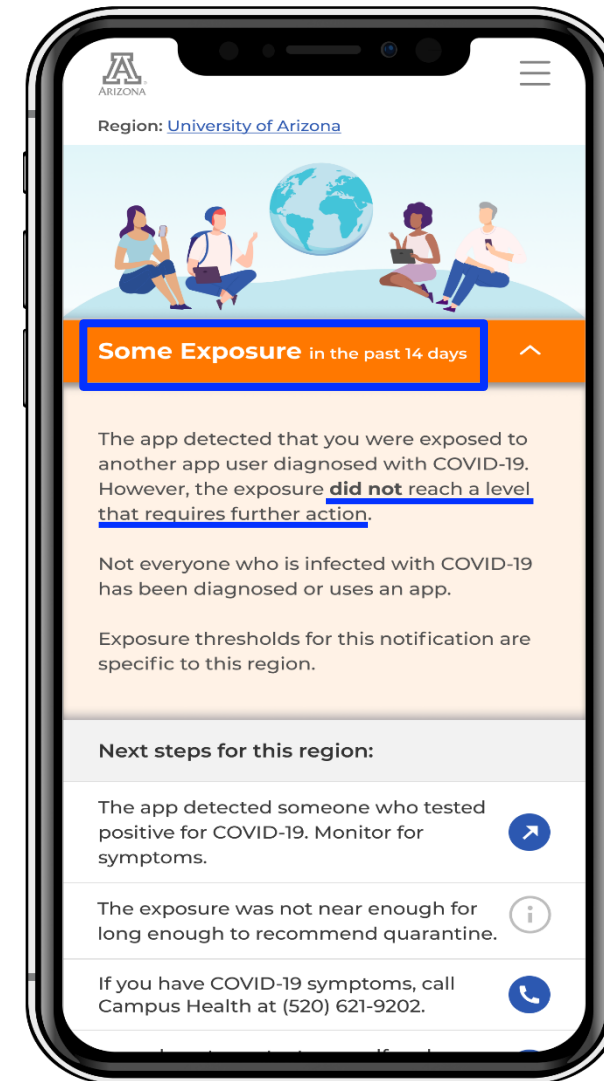 ARIZONA
Region: University of Arizona
Some Exposure in the past 14 days
The app detected that you were exposed to
another app user diagnosed with COVID-19.
However, the exposure did not reach a level
that requires further action.
Not everyone who is infected with COVID-19
has been diagnosed or uses an app.
Exposure thresholds for this notification are
specific to this region.
Next steps for this region:
The app detected someone who tested
positive for COVID-19. Monitor for
symptoms.
The exposure was not near enough for
long enough to recommend quarantine.
If you have COVID-19 symptoms, call
Campus Health at (520) 621-9202.